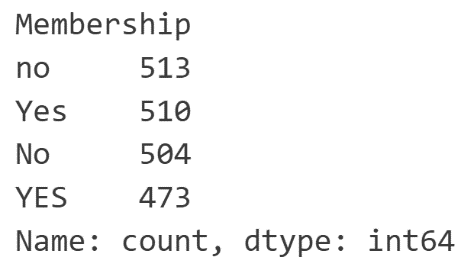 Membership
no     513
Yes    510
No     504
YES    473
Name: count, dtype: int64